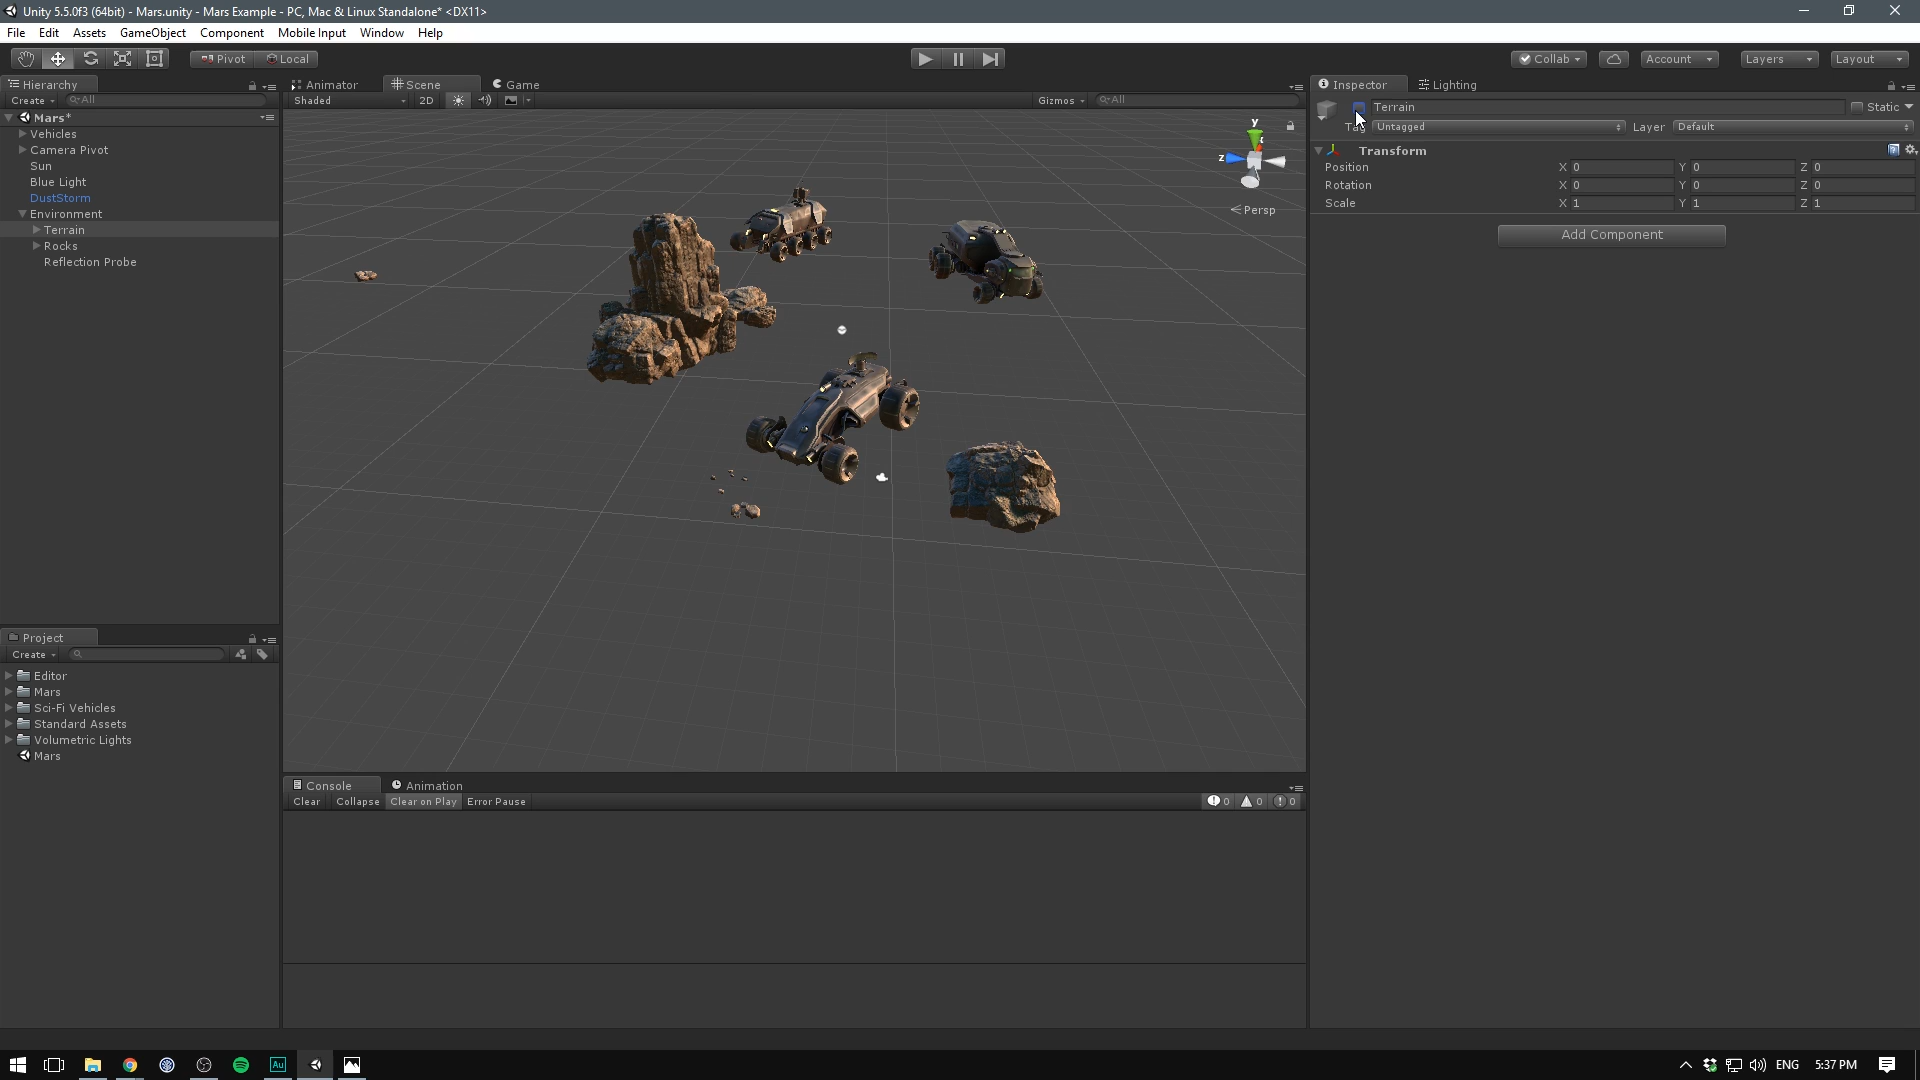 Unity 5.5.0f3 (64bit) - Mars.unity - Mars Example - PC, Mac & Linux Standalone* <DX11>
File Edit Assets GameObject Component Mobile Input Window Help
Pivot Local Collab Account Layers Layout
Hierarchy
Create All
Mars*
Vehicles
Camera Pivot
Sun
Blue Light
DustStorm
Environment
Terrain
Rocks
Reflection Probe
Animator Scene Game
Shaded 2D Gizmos All
y
z
Persp
Inspector Lighting
Terrain Static
Tag Untagged Layer Default
Transform
Position X 0 Y 0 Z 0
Rotation X 0 Y 0 Z 0
Scale X 1 Y 1 Z 1
Add Component
Project
Create
Editor
Mars
Sci-Fi Vehicles
Standard Assets
Volumetric Lights
Mars
Console Animation
Clear Collapse Clear on Play Error Pause 0 0 0
Au ENG 5:37 PM